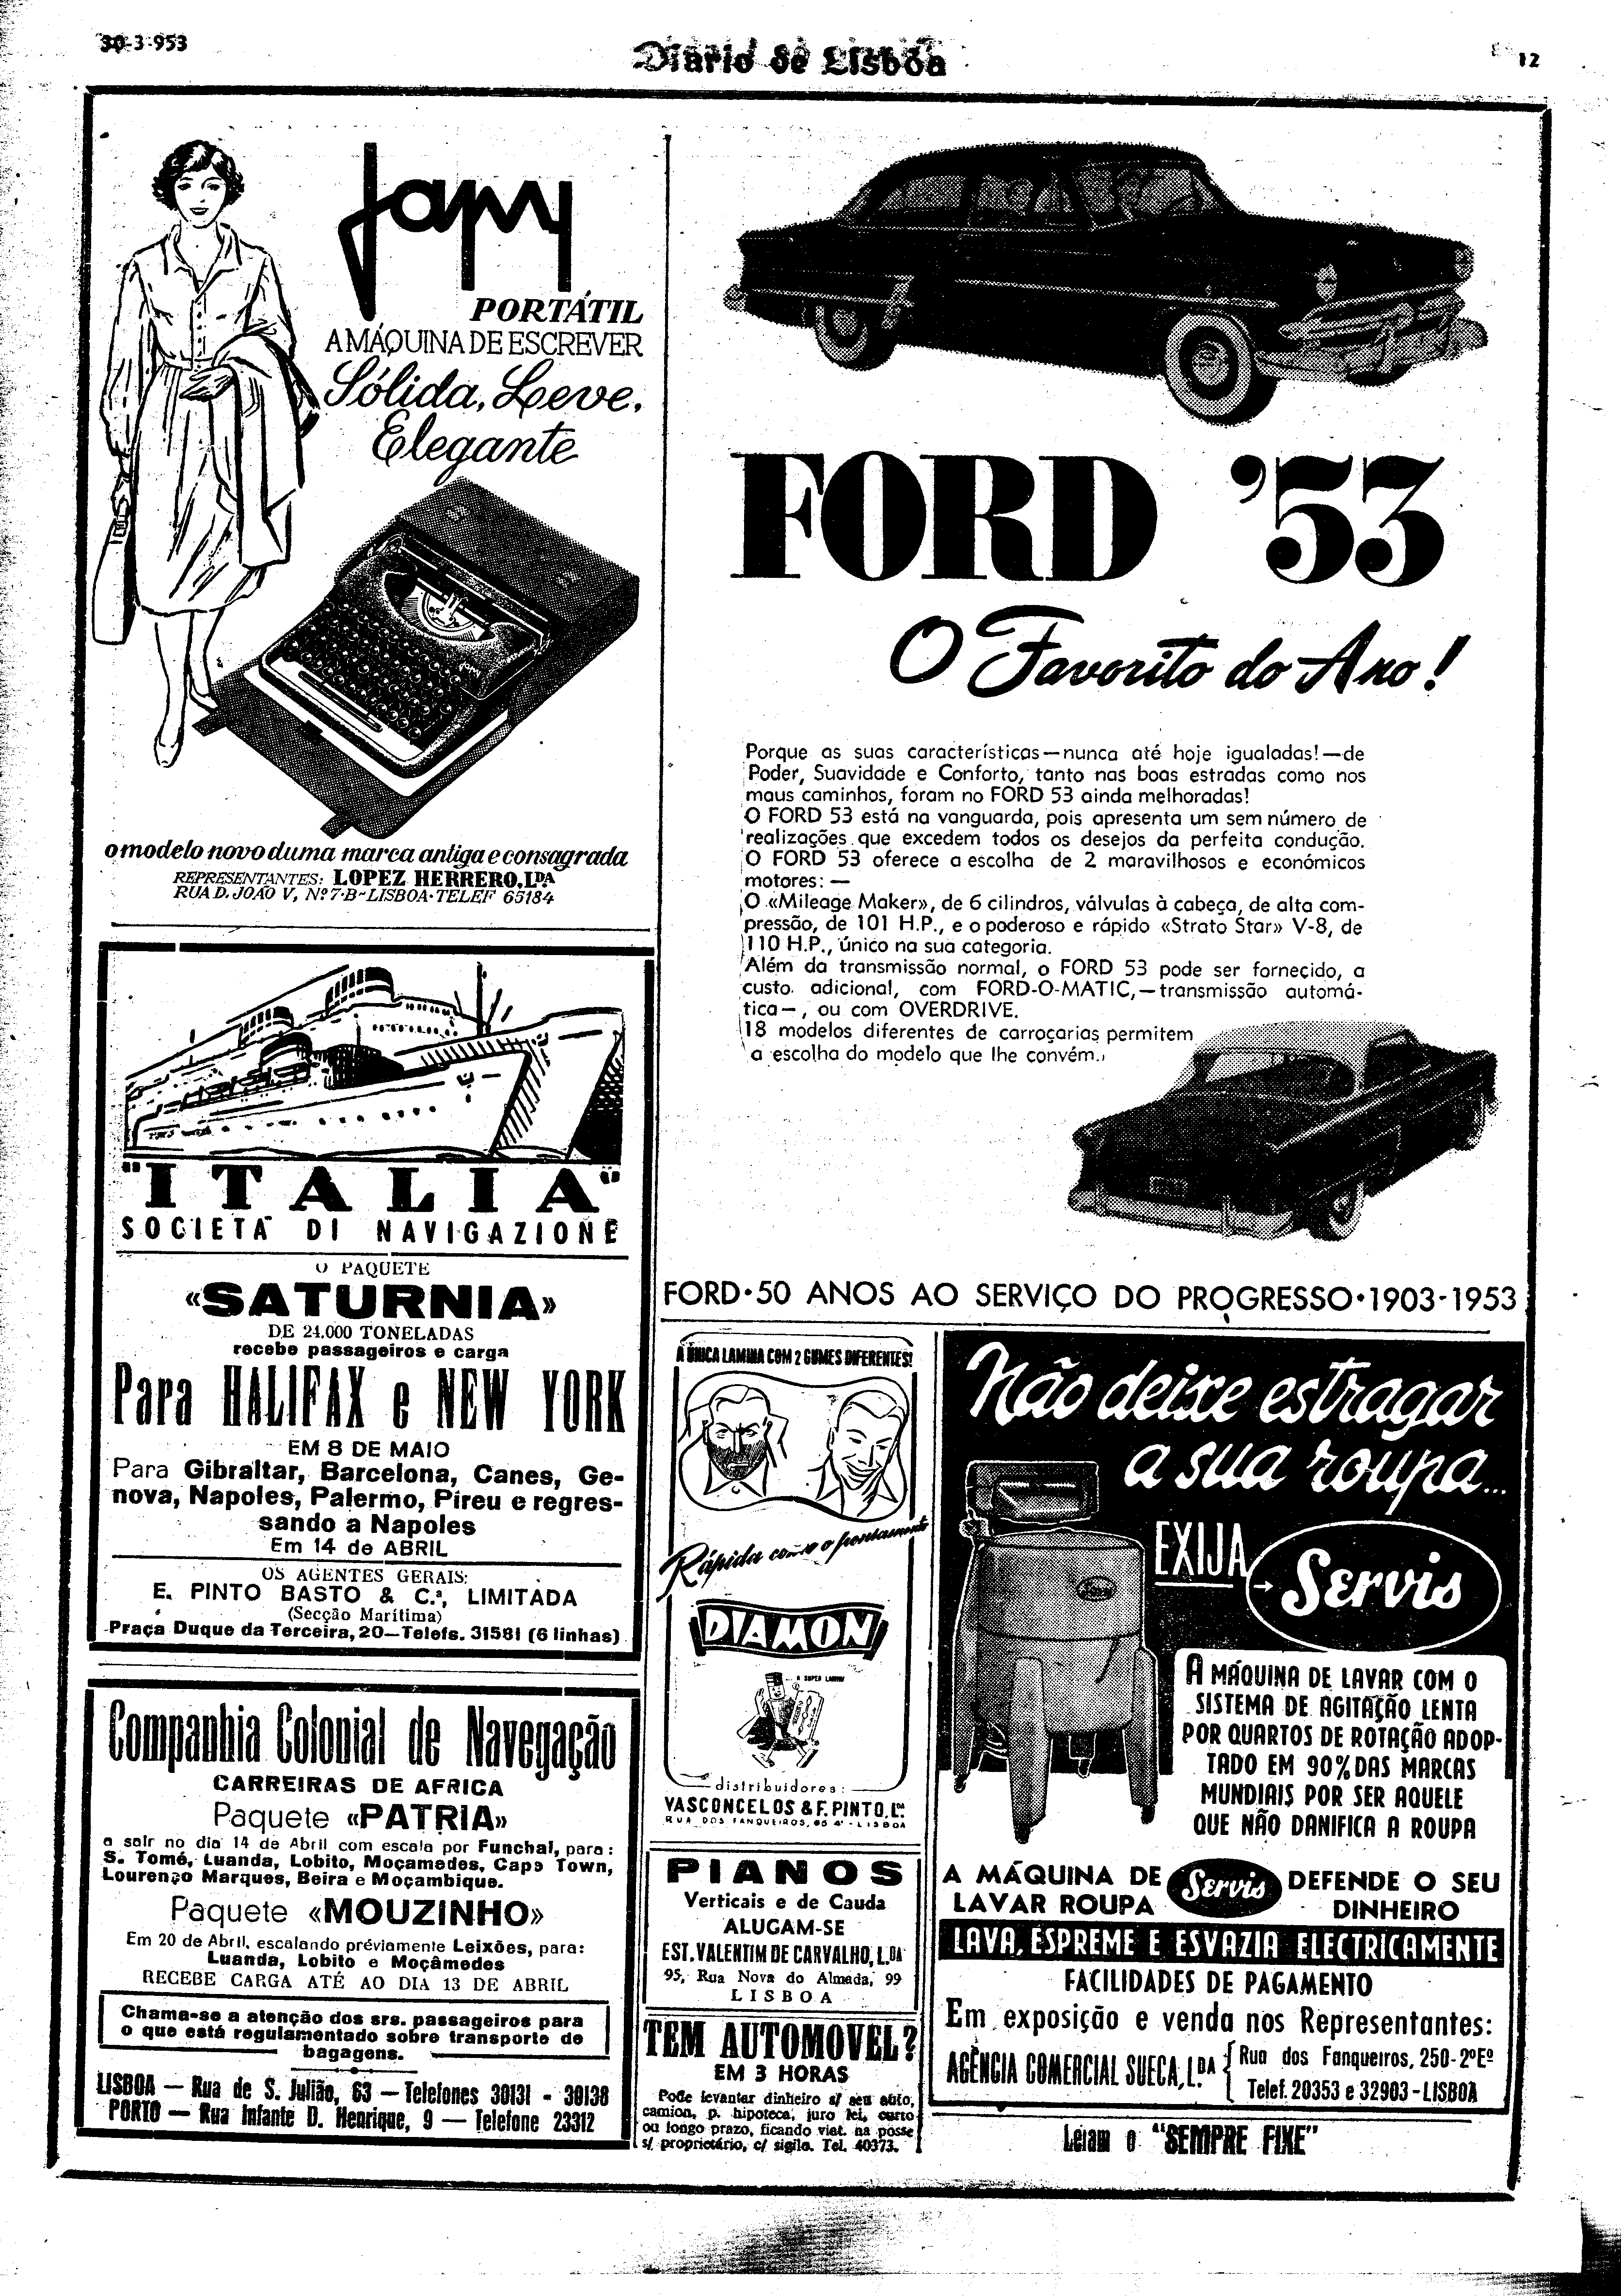 30-3-953
Diario de Lisboa
12
Japy
PORTÁTIL
A MÁQUINA DE ESCREVER
Sólida, Leve,
Elegante
o modelo novo duma marca antiga e consagrada
REPRESENTANTES: LOPEZ HERRERO, LDA
RUA D. JOÃO V, Nº 7-B-LISBOA-TELEF 65184
FORD '53
O Favorito do Ano!
Porque as suas características—nunca até hoje igualadas!—de
Poder, Suavidade e Conforto, tanto nas boas estradas como nos
maus caminhos, foram no FORD 53 ainda melhoradas!
O FORD 53 está na vanguarda, pois apresenta um sem número de
realizações que excedem todos os desejos da perfeita condução.
O FORD 53 oferece a escolha de 2 maravilhosos e económicos
motores: —
O «Mileage Maker», de 6 cilindros, válvulas à cabeça, de alta com-
pressão, de 101 H.P., e o poderoso e rápido «Strato Star» V-8, de
110 H.P., único na sua categoria.
Além da transmissão normal, o FORD 53 pode ser fornecido, a
custo adicional, com FORD-O-MATIC,—transmissão automá-
tica—, ou com OVERDRIVE.
18 modelos diferentes de carroçarias permitem
a escolha do modelo que lhe convém.
FORD•50 ANOS AO SERVIÇO DO PROGRESSO•1903-1953
"ITALIA"
SOCIETA DI NAVIGAZIONE
O PAQUETE
«SATURNIA»
DE 24.000 TONELADAS
recebe passageiros e carga
Para HALIFAX e NEW YORK
EM 8 DE MAIO
Para Gibraltar, Barcelona, Canes, Ge-
nova, Napoles, Palermo, Pireu e regres-
sando a Napoles
Em 14 de ABRIL
OS AGENTES GERAIS:
E. PINTO BASTO & C.ª, LIMITADA
(Secção Marítima)
Praça Duque da Terceira, 20—Telefs. 31581 (6 linhas)
Companhia Colonial de Navegação
CARREIRAS DE AFRICA
Paquete «PATRIA»
a sair no dia 14 de Abril com escala por Funchal, para:
S. Tomé, Luanda, Lobito, Moçamedes, Cape Town,
Lourenço Marques, Beira e Moçambique.
Paquete «MOUZINHO»
Em 20 de Abril, escalando préviamente Leixões, para:
Luanda, Lobito e Moçâmedes
RECEBE CARGA ATÉ AO DIA 13 DE ABRIL
Chama-se a atenção dos srs. passageiros para
o que está regulamentado sobre transporte de
bagagens.
LISBOA — Rua de S. Julião, 63 — Telefones 30131 - 30138
PORTO — Rua Infante D. Henrique, 9 — Telefone 23312
A ÚNICA LAMINA COM 2 GUMES DIFERENTES!
Rápida como o pensamento
DIAMON
A SUPER LAMINA
distribuidores:
VASCONCELOS & F. PINTO, Lda
RUA DOS FANQUEIROS, 65 4º - LISBOA
PIANOS
Verticais e de Cauda
ALUGAM-SE
EST. VALENTIM DE CARVALHO, L.DA
95, Rua Nova do Almada, 99
LISBOA
TEM AUTOMOVEL?
EM 3 HORAS
Pode levantar dinheiro s/ seu auto,
camion, p. hipoteca, juro lei, curto
ou longo prazo, ficando viat. na posse
s/ proprietário, c/ sigilo. Tel. 40373.
Não deixe estragar
a sua roupa...
EXIJA
Servis
A MÁQUINA DE LAVAR COM O
SISTEMA DE AGITAÇÃO LENTA
POR QUARTOS DE ROTAÇÃO ADOP-
TADO EM 90% DAS MARCAS
MUNDIAIS POR SER AQUELE
QUE NÃO DANIFICA A ROUPA
A MÁQUINA DE
LAVAR ROUPA
Servis
DEFENDE O SEU
DINHEIRO
LAVA, ESPREME E ESVAZIA ELECTRICAMENTE
FACILIDADES DE PAGAMENTO
Em exposição e venda nos Representantes:
AGÊNCIA COMERCIAL SUECA, L.DA
Rua dos Fanqueiros, 250-2ºEº
Telef. 20353 e 32903-LISBOA
Leiam o "SEMPRE FIXE"